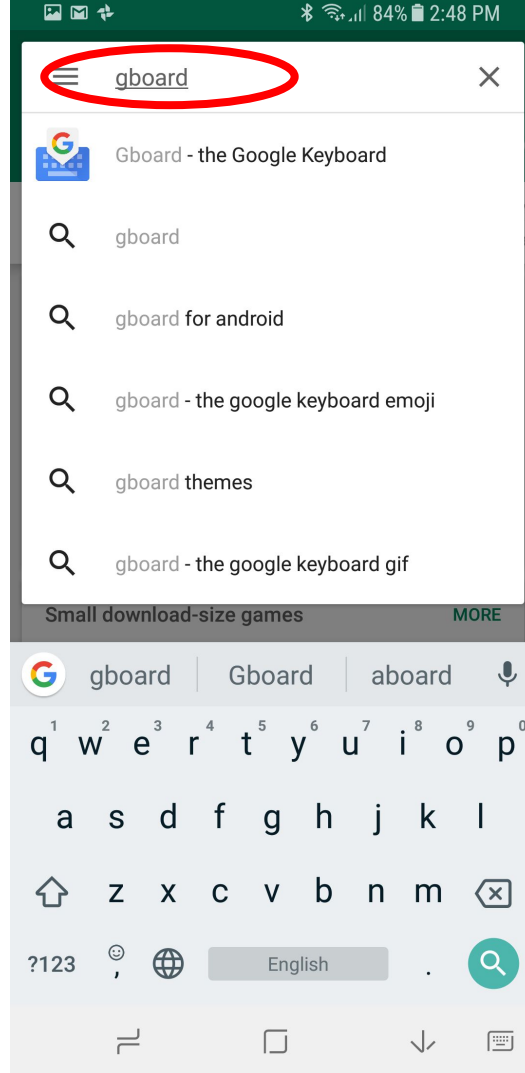 84% 2:48 PM
gboard
Gboard - the Google Keyboard
gboard
gboard for android
gboard - the google keyboard emoji
gboard themes
gboard - the google keyboard gif
Small download-size games MORE
G gboard Gboard aboard
1 2 3 4 5 6 7 8 9 0
q w e r t y u i o p
a s d f g h j k l
z x c v b n m
?123 , English .